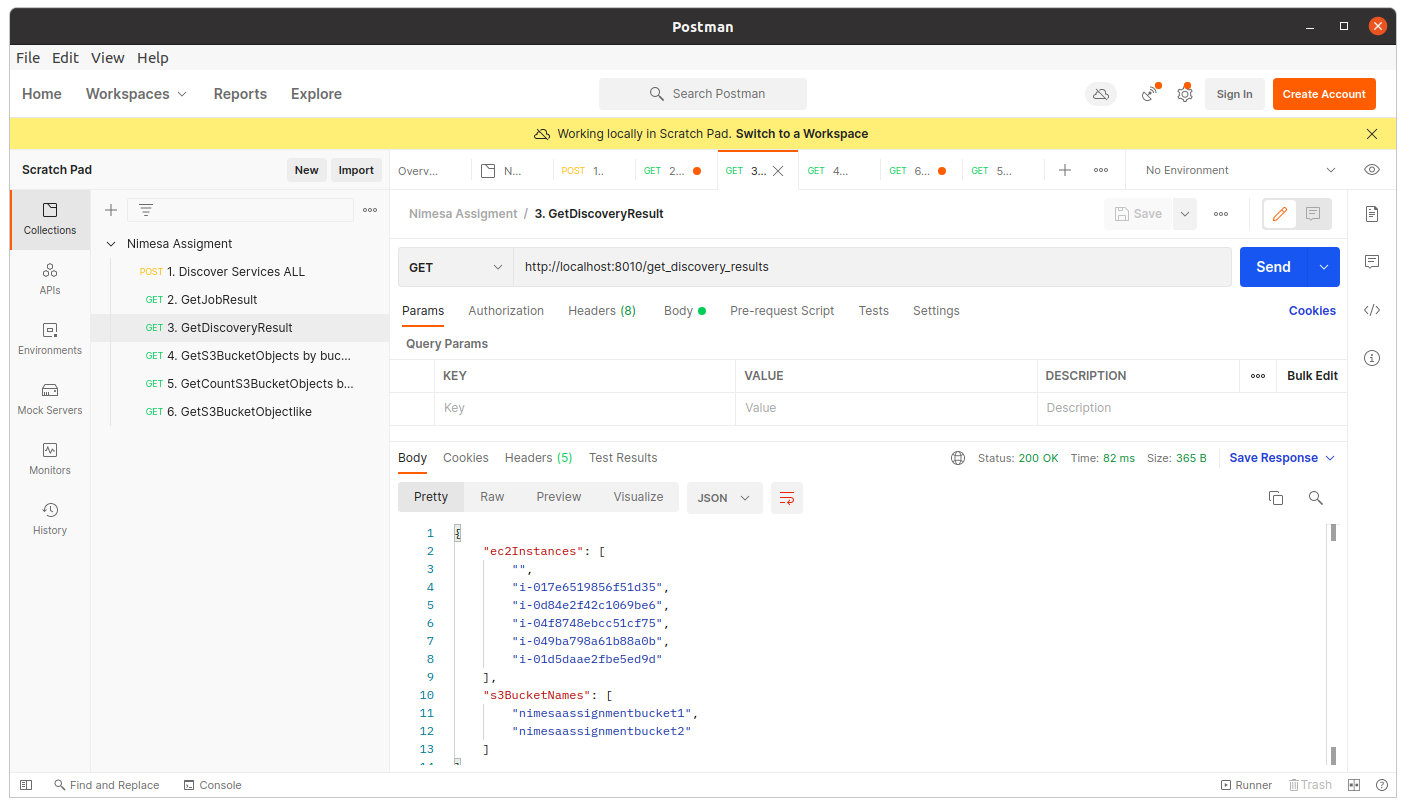 Postman
File Edit View Help
Home Workspaces Reports Explore Search Postman Sign In Create Account
Working locally in Scratch Pad. Switch to a Workspace
Scratch Pad New Import Overv... N... POST 1.. GET 2... GET 3... GET 4... GET 6... GET 5... No Environment
Collections
APIs
Environments
Mock Servers
Monitors
History
Nimesa Assigment
POST 1. Discover Services ALL
GET 2. GetJobResult
GET 3. GetDiscoveryResult
GET 4. GetS3BucketObjects by buc...
GET 5. GetCountS3BucketObjects b...
GET 6. GetS3BucketObjectlike
Nimesa Assigment / 3. GetDiscoveryResult Save
GET http://localhost:8010/get_discovery_results Send
Params Authorization Headers (8) Body Pre-request Script Tests Settings Cookies
Query Params
KEY VALUE DESCRIPTION Bulk Edit
Key Value Description
Body Cookies Headers (5) Test Results Status: 200 OK Time: 82 ms Size: 365 B Save Response
Pretty Raw Preview Visualize JSON
1 {
2 "ec2Instances": [
3 "",
4 "i-017e6519856f51d35",
5 "i-0d84e2f42c1069be6",
6 "i-04f8748ebcc51cf75",
7 "i-049ba798a61b88a0b",
8 "i-01d5daae2fbe5ed9d"
9 ],
10 "s3BucketNames": [
11 "nimesaassignmentbucket1",
12 "nimesaassignmentbucket2"
13 ]
14 }
Find and Replace Console Runner Trash